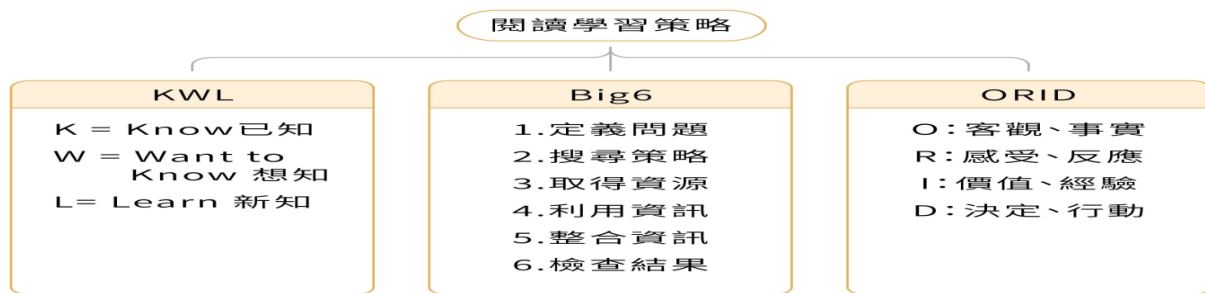 閱讀學習策略
KWL
K = Know已知
W = Want to
Know 想知
L= Learn 新知
Big6
1.定義問題
2.搜尋策略
3.取得資源
4.利用資訊
5.整合資訊
6.檢查結果
ORID
O：客觀、事實
R：感受、反應
I：價值、經驗
D：決定、行動